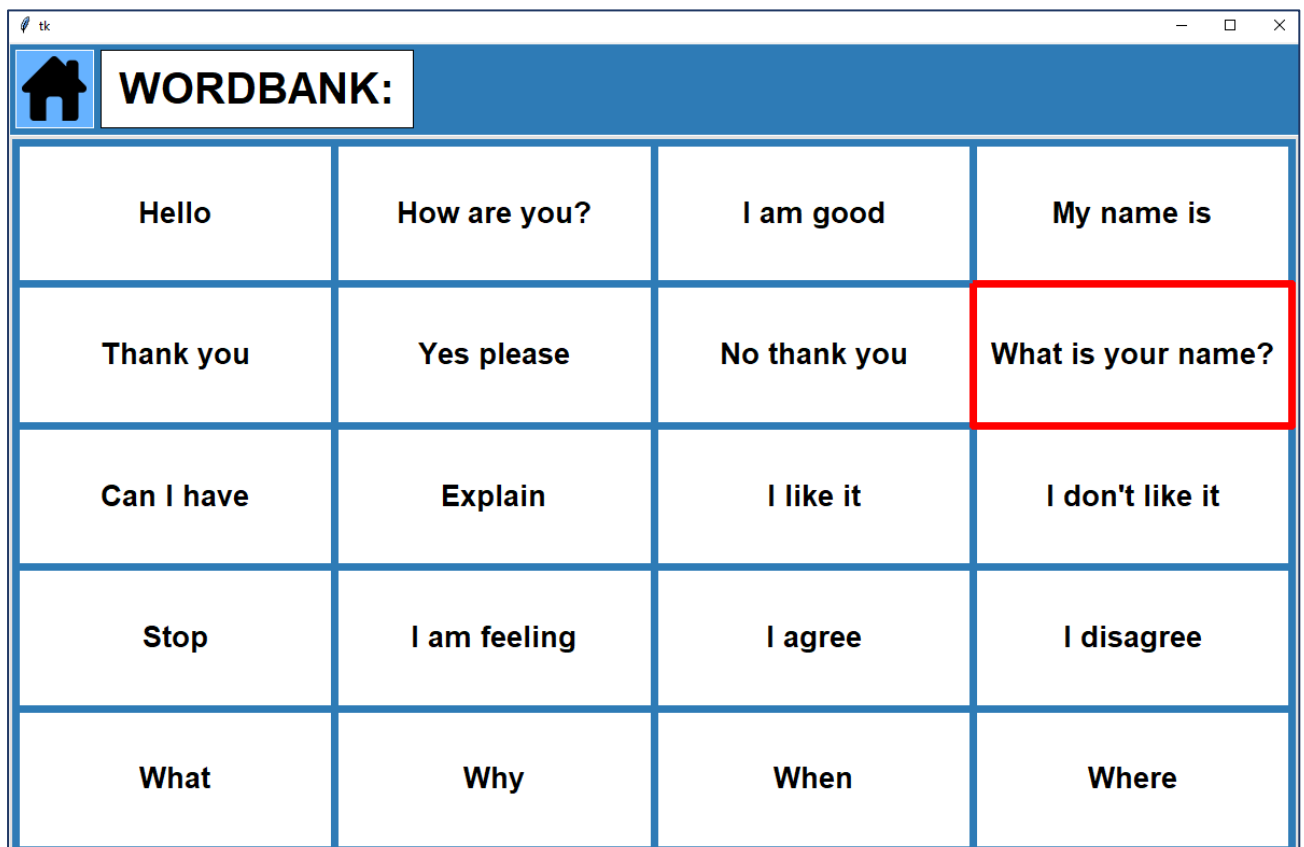 tk
WORDBANK:
Hello
How are you?
I am good
My name is
Thank you
Yes please
No thank you
What is your name?
Can I have
Explain
I like it
I don't like it
Stop
I am feeling
I agree
I disagree
What
Why
When
Where